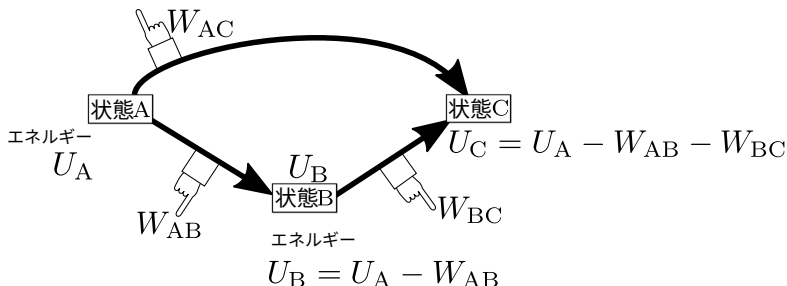 W_AC
状態A
状態C
エネルギー
U_A
U_C = U_A − W_AB − W_BC
U_B
状態B
W_AB
W_BC
エネルギー
U_B = U_A − W_AB